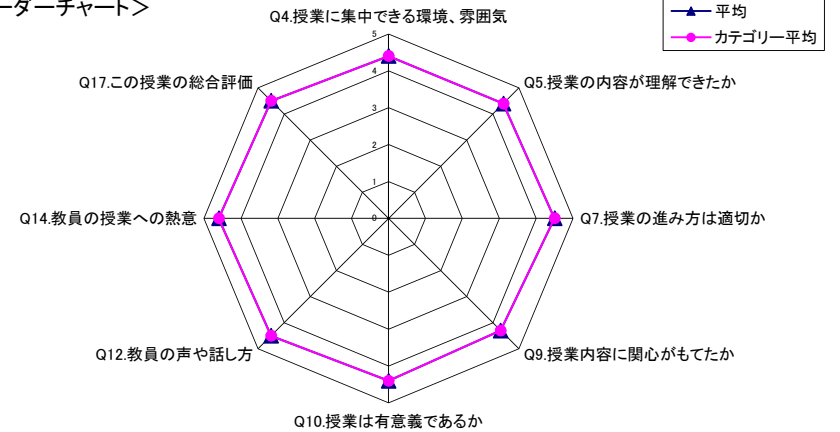 ーダーチャート＞
平均
カテゴリー平均
Q4.授業に集中できる環境、雰囲気
Q5.授業の内容が理解できたか
Q7.授業の進み方は適切か
Q9.授業内容に関心がもてたか
Q10.授業は有意義であるか
Q12.教員の声や話し方
Q14.教員の授業への熱意
Q17.この授業の総合評価
5
4
3
2
1
0